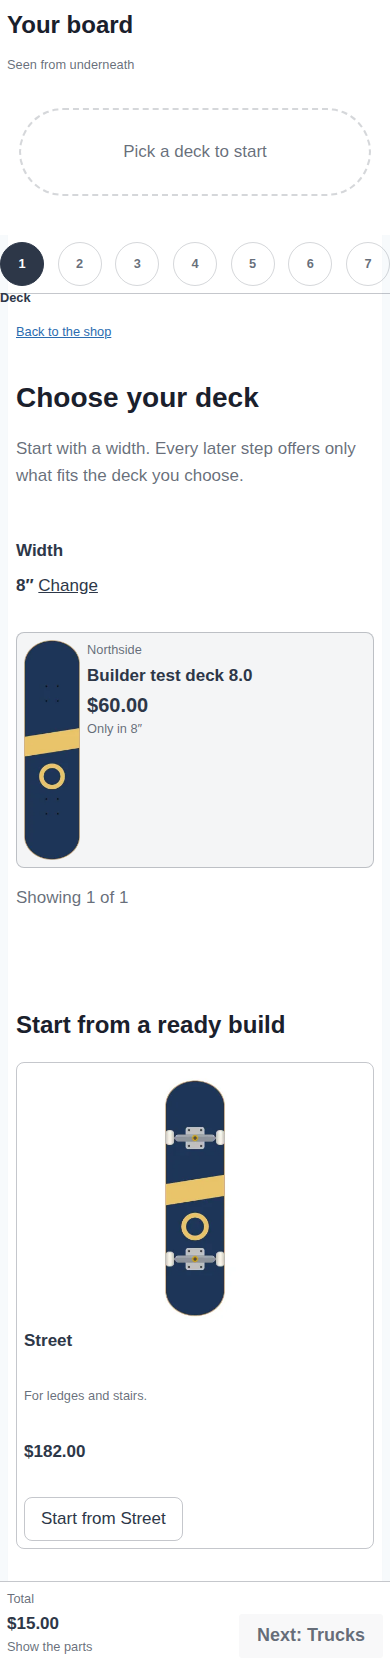 Your board
Seen from underneath
Pick a deck to start
1 2 3 4 5 6 7
Deck
Back to the shop
Choose your deck
Start with a width. Every later step offers only
what fits the deck you choose.
Width
8″ Change
Northside
Builder test deck 8.0
$60.00
Only in 8″
Showing 1 of 1
Start from a ready build
Street
For ledges and stairs.
$182.00
Start from Street
Total
$15.00
Show the parts
Next: Trucks